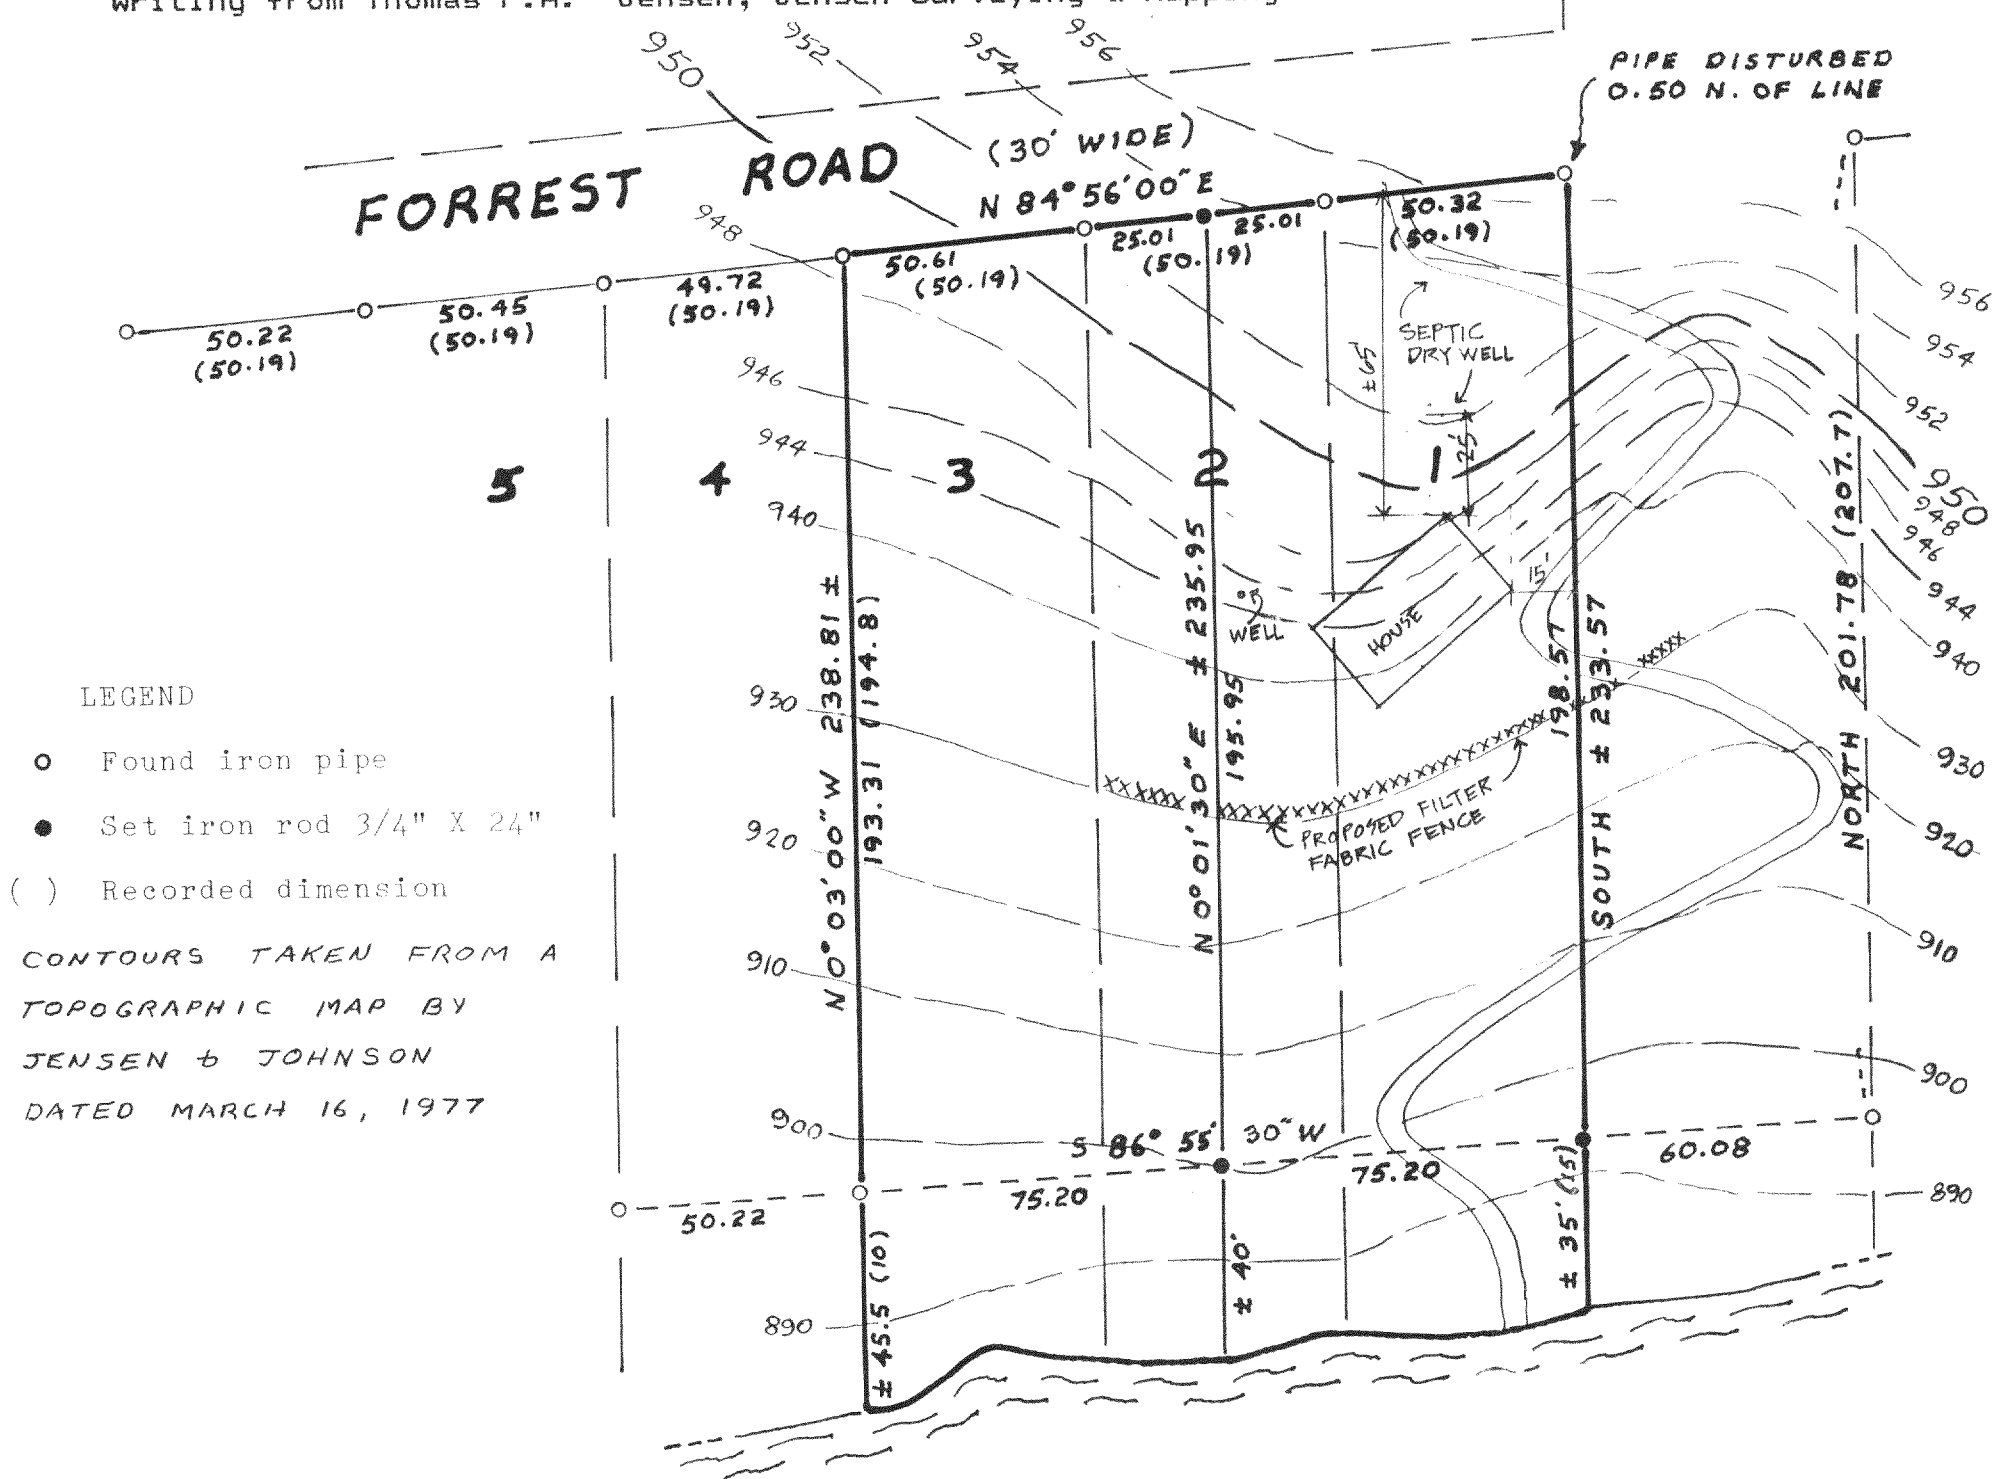 writing from Thomas
Jensen, Jensen Surveying & Mapping
950
952
954
956
PIPE DISTURBED
0.50 N. OF LINE
FORREST ROAD (30' WIDE)
N 84° 56' 00" E
948
50.22
(50.19)
50.45
(50.19)
49.72
(50.19)
50.61
(50.19)
25.01
25.01
(50.19)
50.32
(50.19)
SEPTIC
DRY WELL
± 65'
25'
15'
956
954
952
950
948
946
944
940
930
920
910
900
890
946
944
940
930
920
910
900
890
5
4
3
2
1
WELL
HOUSE
PROPOSED FILTER
FABRIC FENCE
N 0° 03' 00" W 238.81 ±
193.31 (194.8)
N 0° 01' 30" E ± 235.95
195.95
198.57
SOUTH ± 233.57
NORTH 201.78 (207.7)
LEGEND
Found iron pipe
Set iron rod 3/4" X 24"
( ) Recorded dimension
CONTOURS TAKEN FROM A
TOPOGRAPHIC MAP BY
JENSEN & JOHNSON
DATED MARCH 16, 1977
S 86° 55' 30" W
50.22
75.20
75.20
60.08
± 45.5 (10)
± 40'
± 35' (15)